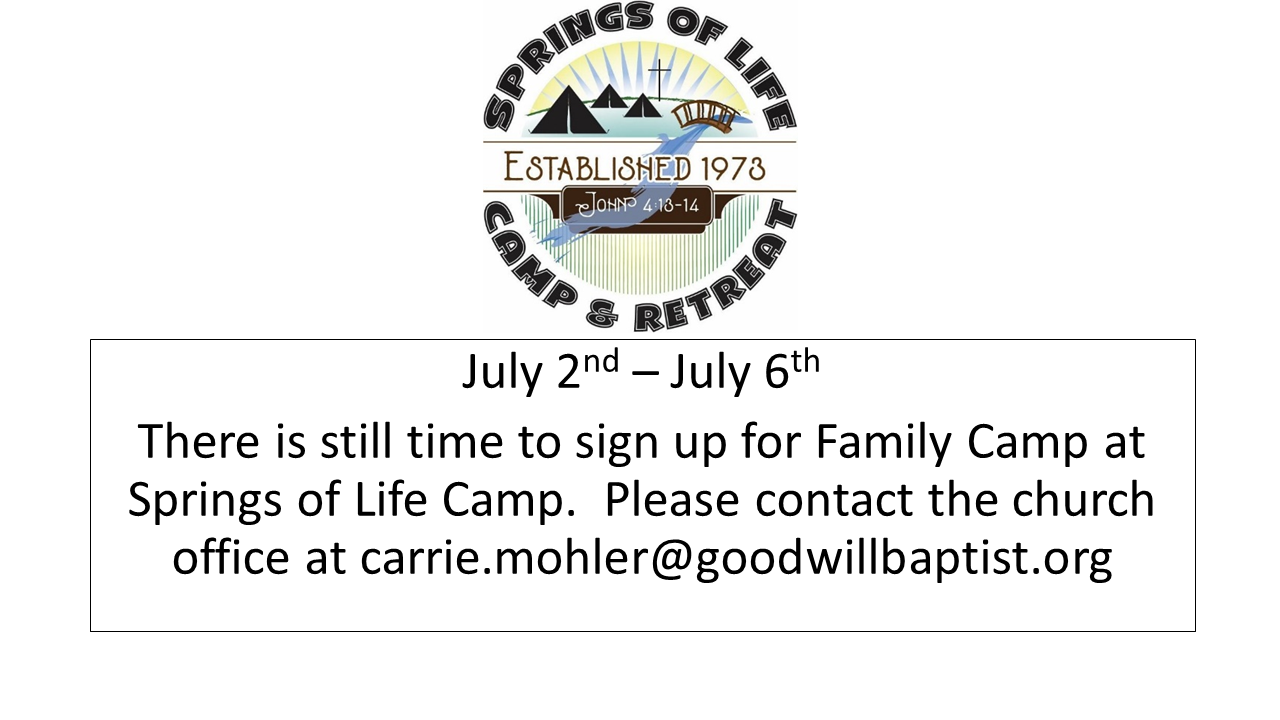 SPRINGS OF LIFE
ESTABLISHED 1973
JOHN 4:13-14
CAMP & RETREAT
July 2nd – July 6th
There is still time to sign up for Family Camp at
Springs of Life Camp.  Please contact the church
office at carrie.mohler@goodwillbaptist.org